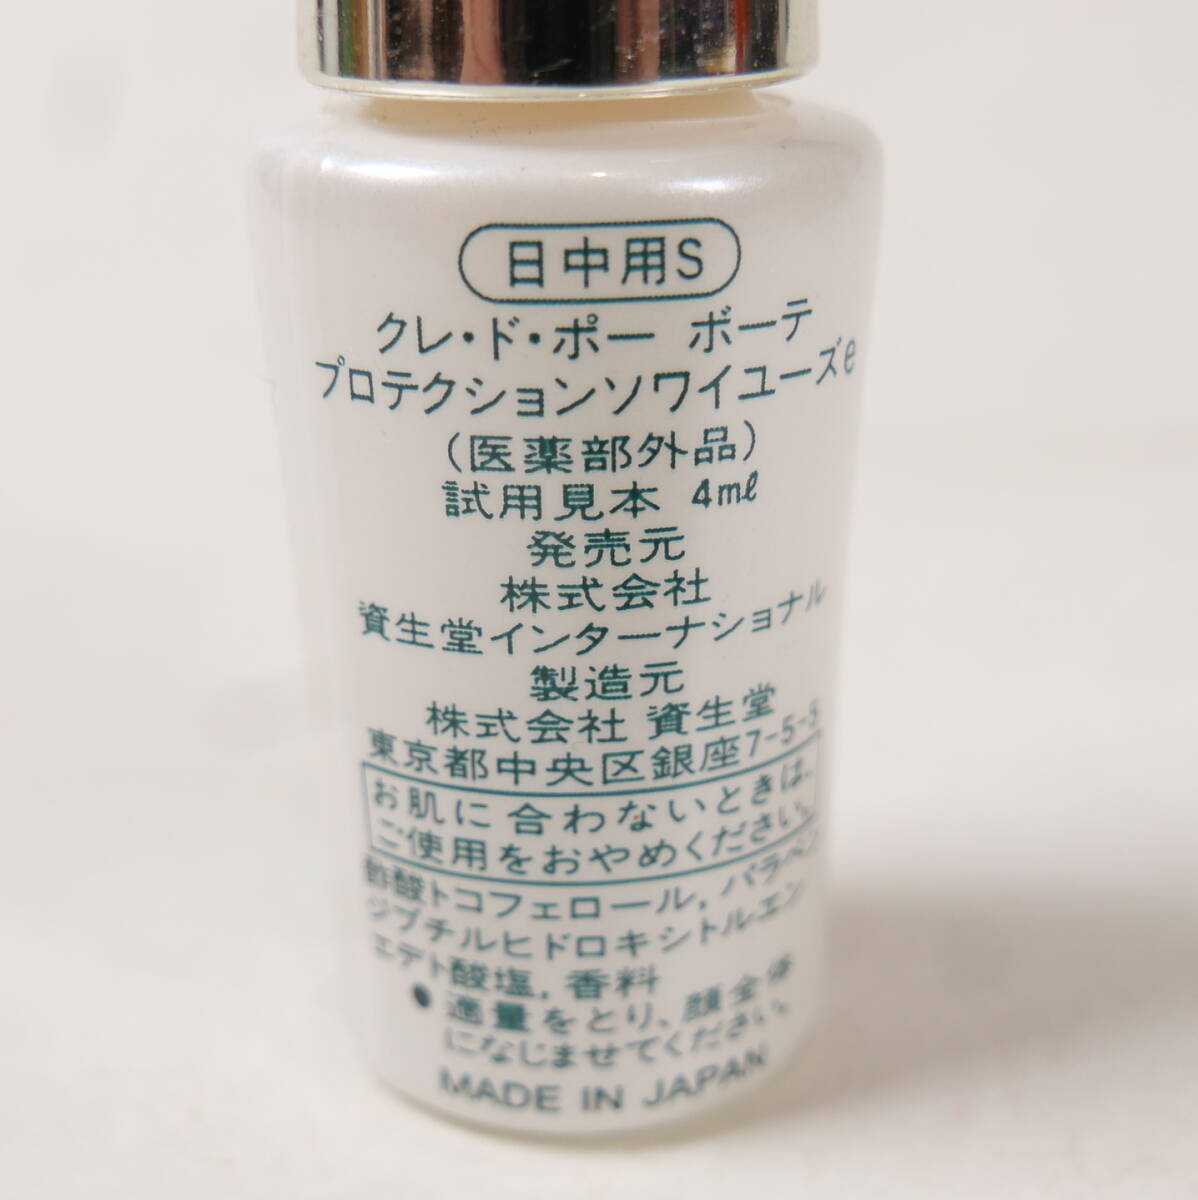 日中用S
クレ・ド・ポー ボーテ
プロテクションソワイユーズe
（医薬部外品）
試用見本 4mℓ
発売元
株式会社
資生堂インターナショナル
製造元
株式会社 資生堂
東京都中央区銀座7-5-5
お肌に合わないときは、
ご使用をおやめください。
酢酸トコフェロール, パラベン
ジブチルヒドロキシトルエン
エデト酸塩, 香料
●適量をとり、顔全体
になじませてください。
MADE IN JAPAN